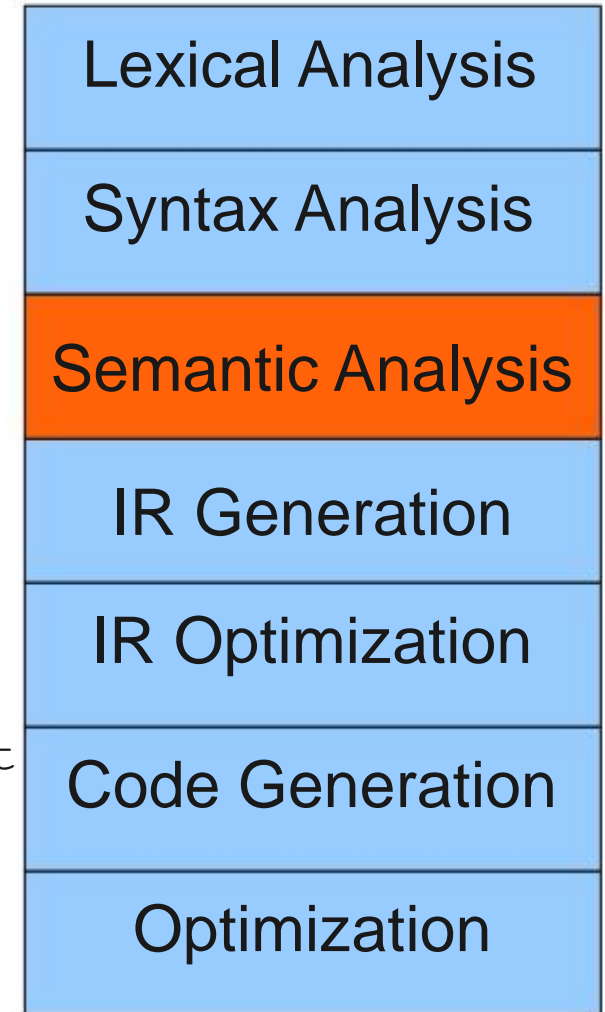 Lexical Analysis
Syntax Analysis
Semantic Analysis
IR Generation
IR Optimization
Code Generation
Optimization